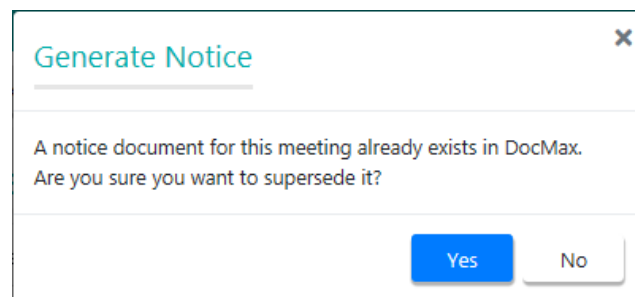 Generate Notice
A notice document for this meeting already exists in DocMax.
Are you sure you want to supersede it?
Yes
No